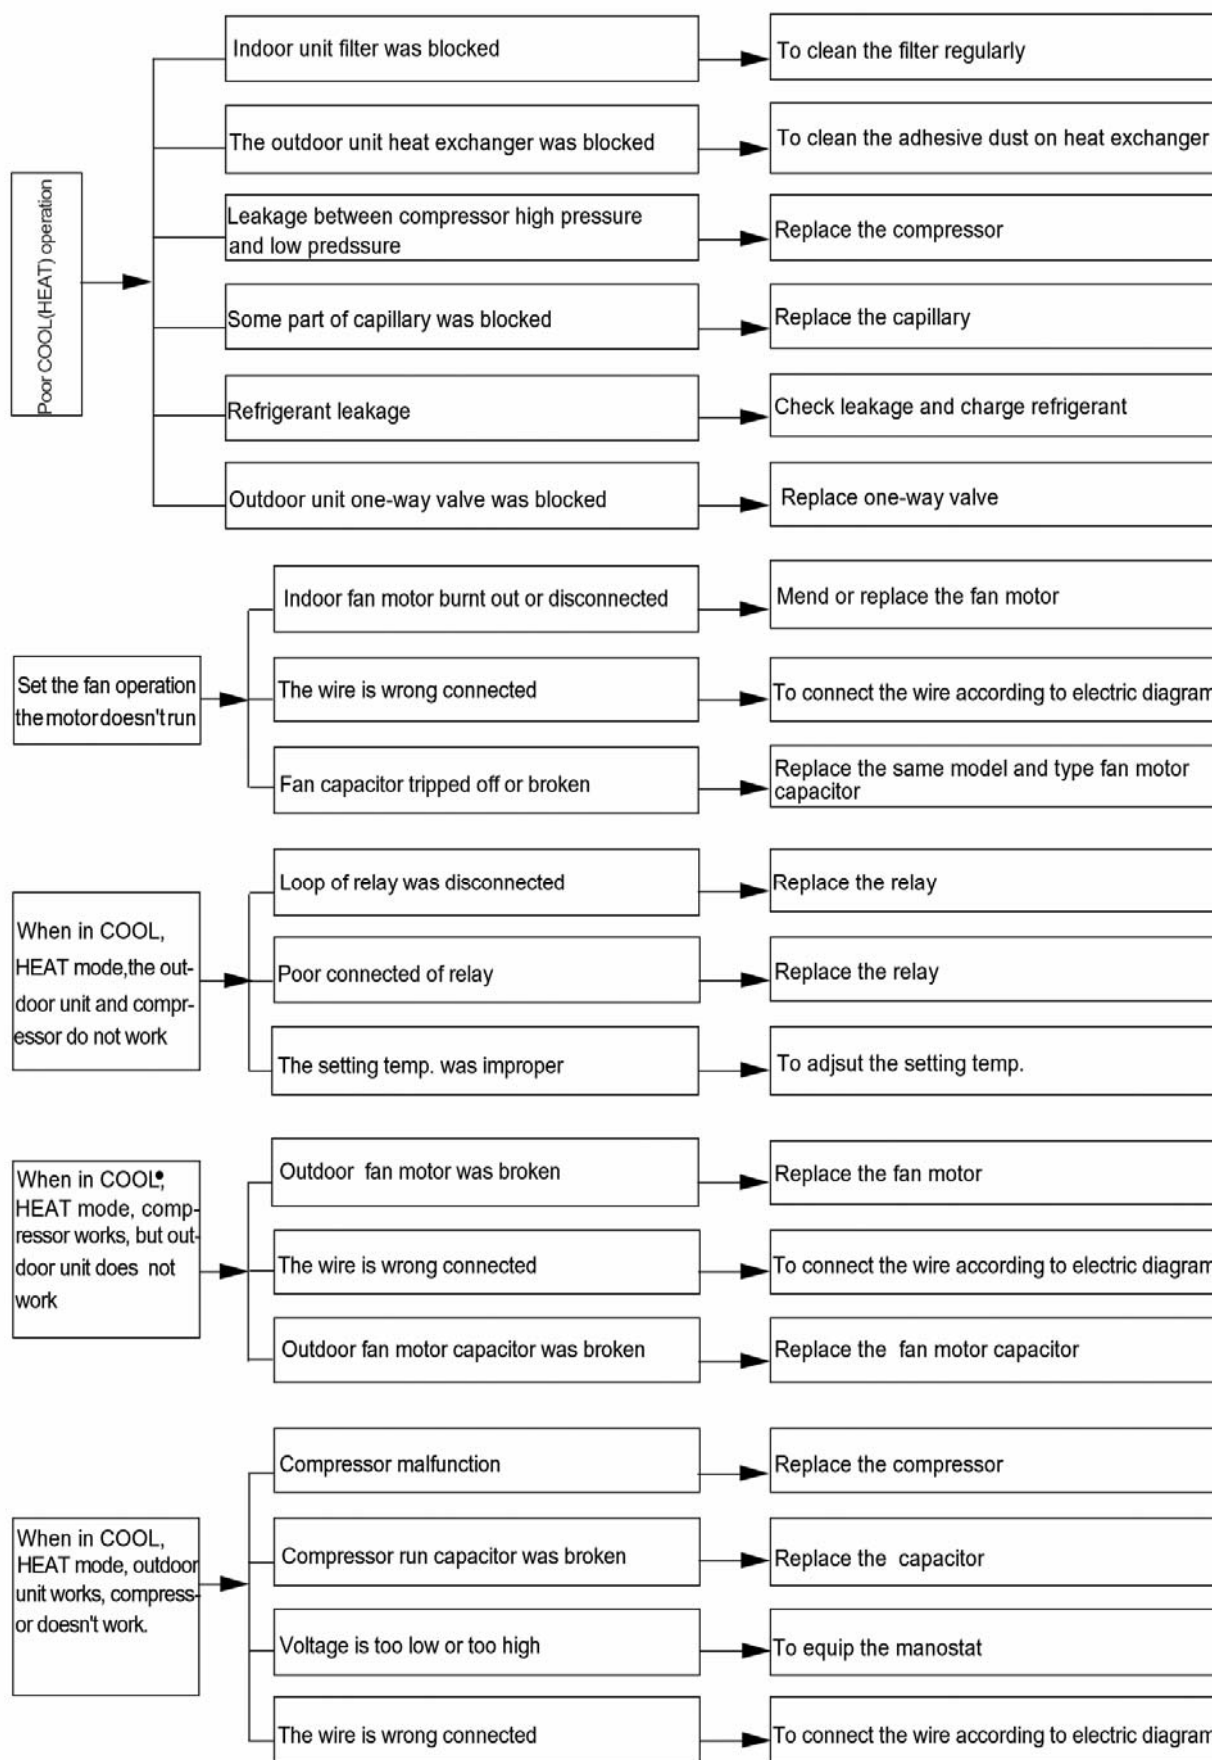 Poor COOL(HEAT) operation
Indoor unit filter was blocked
To clean the filter regularly
The outdoor unit heat exchanger was blocked
To clean the adhesive dust on heat exchanger
Leakage between compressor high pressure
and low predssure
Replace the compressor
Some part of capillary was blocked
Replace the capillary
Refrigerant leakage
Check leakage and charge refrigerant
Outdoor unit one-way valve was blocked
Replace one-way valve
Set the fan operation
the motor doesn't run
Indoor fan motor burnt out or disconnected
Mend or replace the fan motor
The wire is wrong connected
To connect the wire according to electric diagram
Fan capacitor tripped off or broken
Replace the same model and type fan motor
capacitor
When in COOL,
HEAT mode,the out-
door unit and compr-
essor do not work
Loop of relay was disconnected
Replace the relay
Poor connected of relay
Replace the relay
The setting temp. was improper
To adjsut the setting temp.
When in COOL,
HEAT mode, comp-
ressor works, but out-
door unit does not
work
Outdoor fan motor was broken
Replace the fan motor
The wire is wrong connected
To connect the wire according to electric diagram
Outdoor fan motor capacitor was broken
Replace the fan motor capacitor
When in COOL,
HEAT mode, outdoor
unit works, compress-
or doesn't work.
Compressor malfunction
Replace the compressor
Compressor run capacitor was broken
Replace the capacitor
Voltage is too low or too high
To equip the manostat
The wire is wrong connected
To connect the wire according to electric diagram